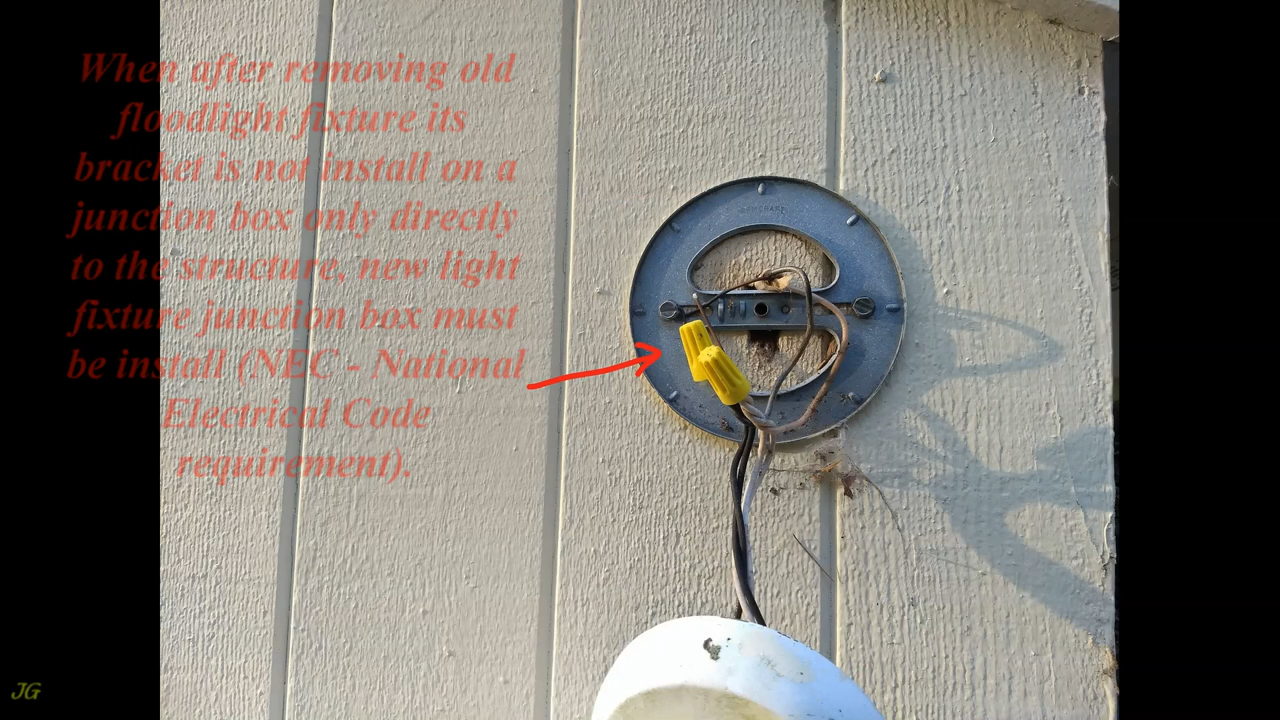 When after removing old
floodlight fixture its
bracket is not install on a
junction box only directly
to the structure, new light
fixture junction box must
be install (NEC - National
Electrical Code
requirement).
JG